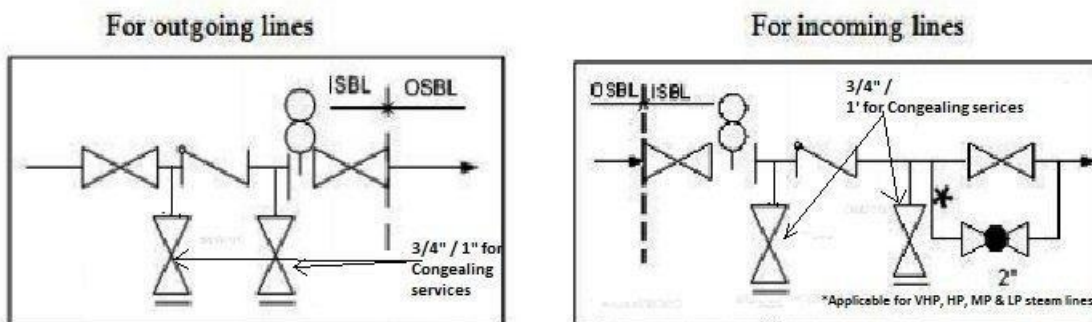 For outgoing lines
ISBL
OSBL
3/4" / 1" for
Congealing
services
For incoming lines
OSBL
ISBL
3/4" /
1' for Congealing serices
2"
*Applicable for VHP, HP, MP & LP steam lines